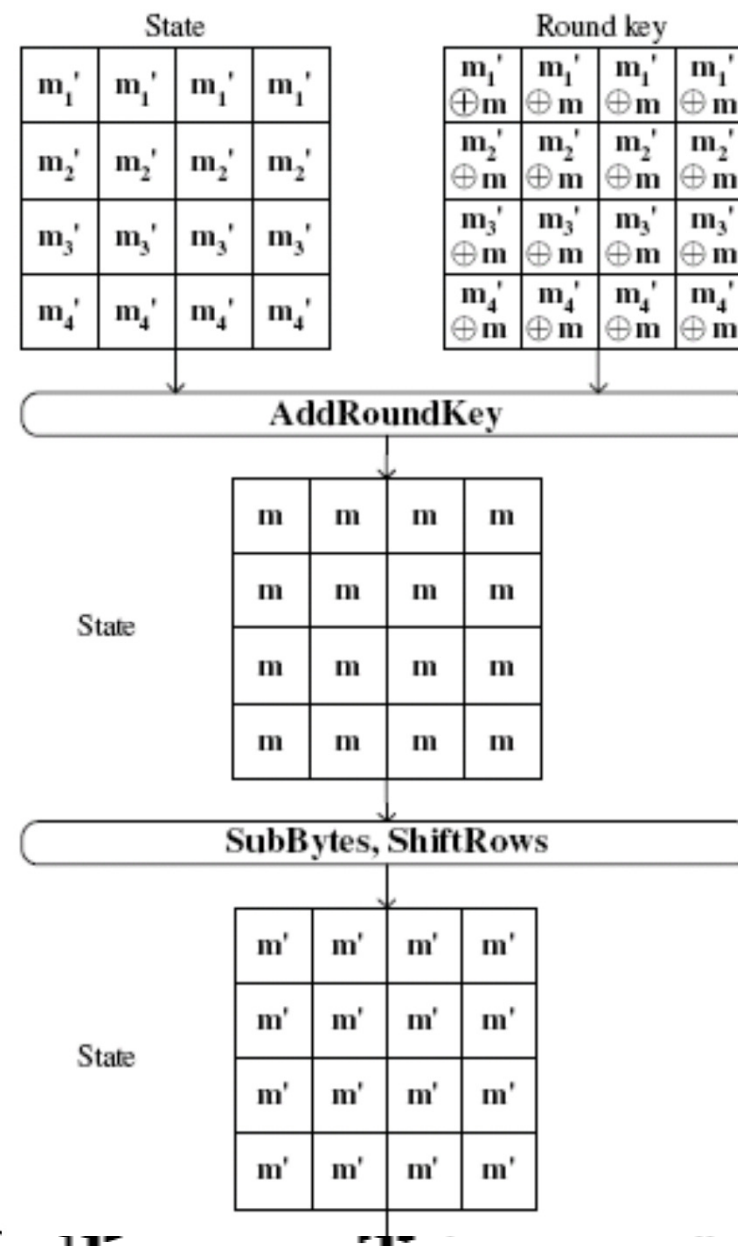 State Round key
m₁' m₁' m₁' m₁' m₁' m₁' m₁' m₁'
⊕m ⊕m ⊕m ⊕m
m₂' m₂' m₂' m₂' m₂' m₂' m₂' m₂'
⊕m ⊕m ⊕m ⊕m
m₃' m₃' m₃' m₃' m₃' m₃' m₃' m₃'
⊕m ⊕m ⊕m ⊕m
m₄' m₄' m₄' m₄' m₄' m₄' m₄' m₄'
⊕m ⊕m ⊕m ⊕m
AddRoundKey
m m m m
m m m m
State
m m m m
m m m m
SubBytes, ShiftRows
m' m' m' m'
m' m' m' m'
State
m' m' m' m'
m' m' m' m'